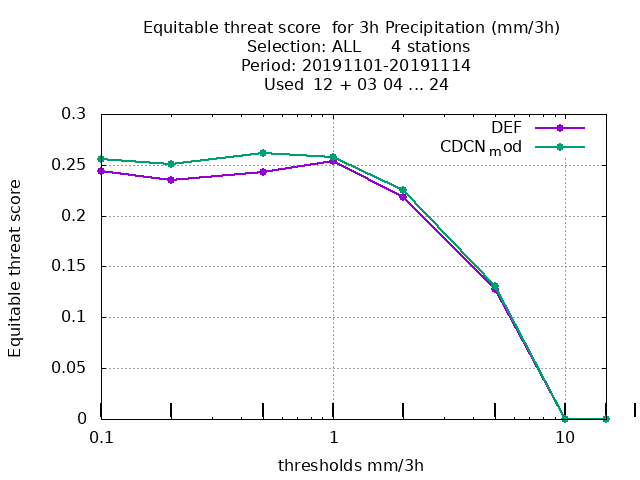 Equitable threat score  for 3h Precipitation (mm/3h)
Selection: ALL      4 stations
Period: 20191101-20191114
Used  12 + 03 04 ... 24
DEF
CDCNmod
0.3
0.25
0.2
0.15
0.1
0.05
0
Equitable threat score
0.1
1
10
thresholds mm/3h